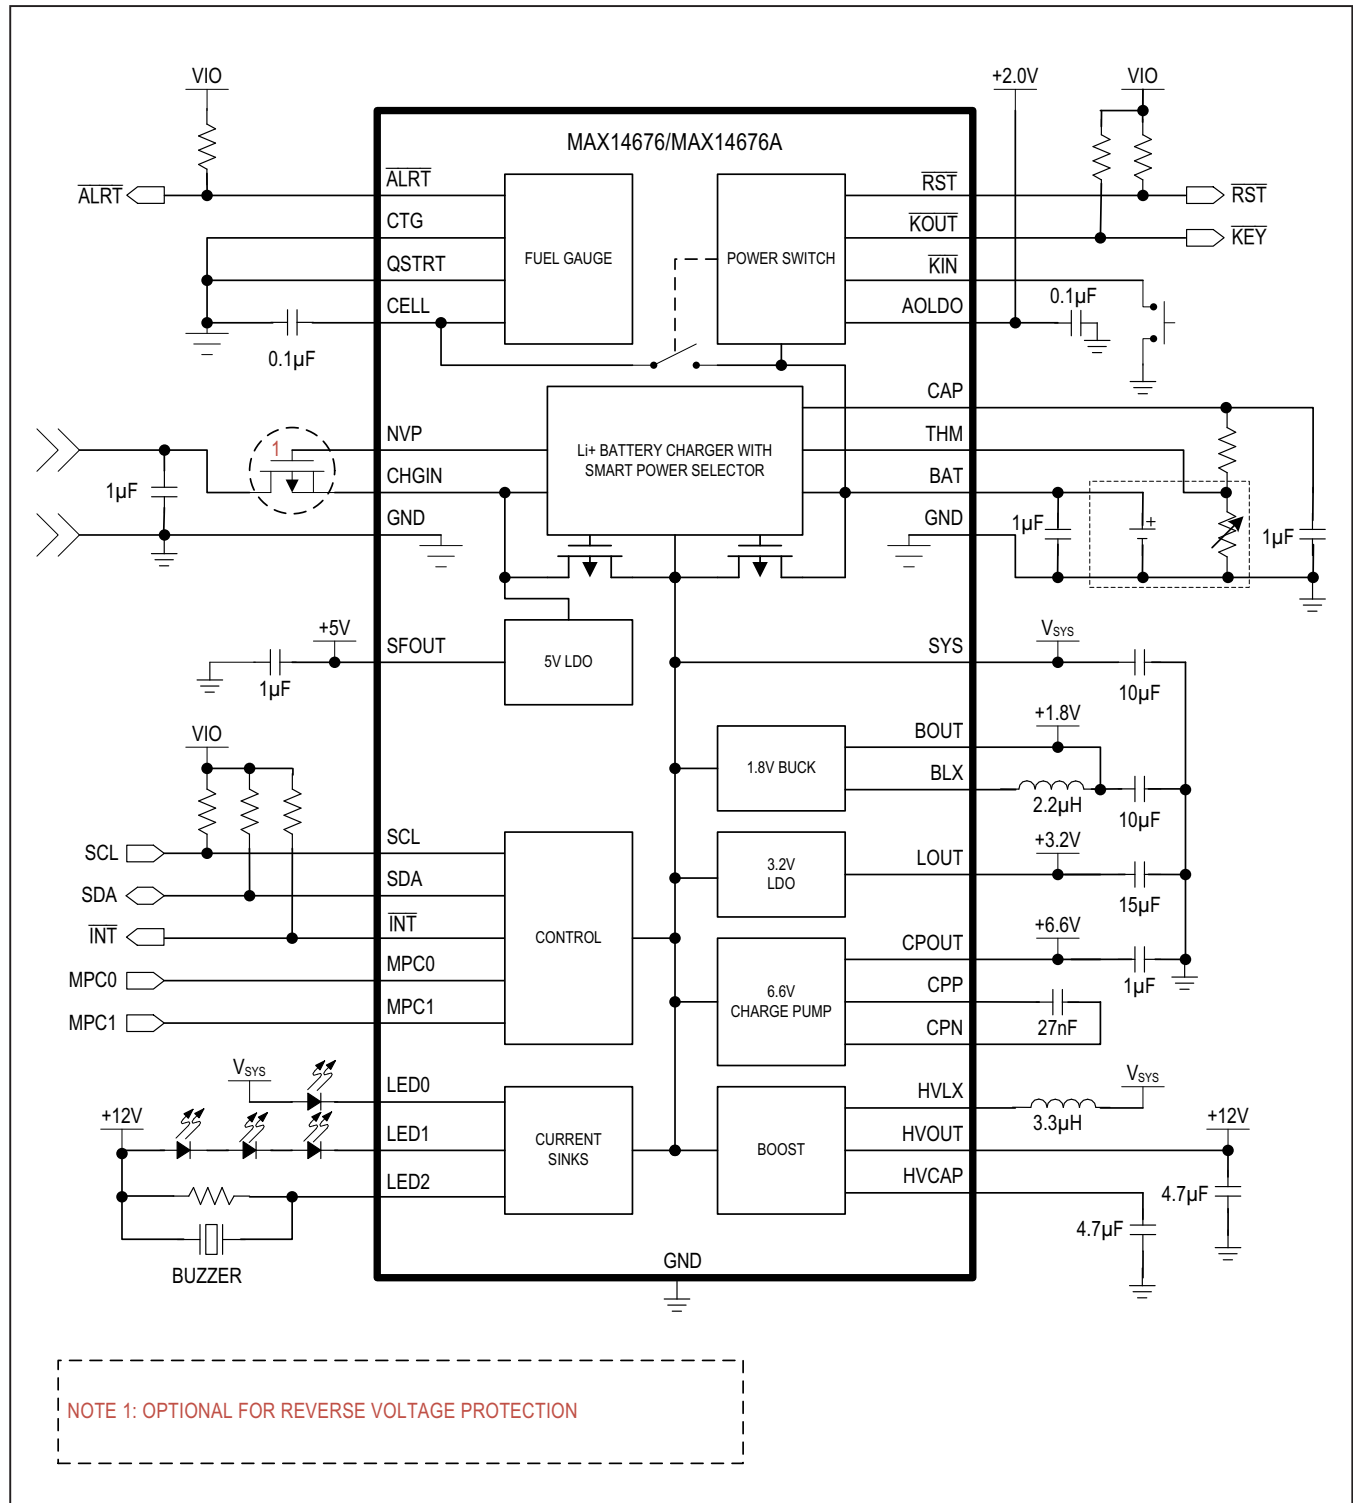 VIO
+2.0V
VIO
MAX14676/MAX14676A
ALRT
ALRT
CTG
QSTRT
CELL
0.1µF
FUEL GAUGE
POWER SWITCH
RST
KOUT
KIN
AOLDO
RST
KEY
0.1µF
1µF
1
NVP
CHGIN
GND
Li+ BATTERY CHARGER WITH
SMART POWER SELECTOR
CAP
THM
BAT
GND
1µF
+
1µF
+5V
1µF
SFOUT
5V LDO
SYS
VSYS
10µF
1.8V BUCK
BOUT
BLX
+1.8V
2.2µH
10µF
VIO
SCL
SDA
INT
MPC0
MPC1
SCL
SDA
INT
MPC0
MPC1
CONTROL
3.2V
LDO
LOUT
+3.2V
15µF
6.6V
CHARGE PUMP
CPOUT
CPP
CPN
+6.6V
1µF
27nF
VSYS
+12V
LED0
LED1
LED2
BUZZER
CURRENT
SINKS
BOOST
HVLX
HVOUT
HVCAP
VSYS
3.3µH
+12V
4.7µF
4.7µF
GND
NOTE 1: OPTIONAL FOR REVERSE VOLTAGE PROTECTION